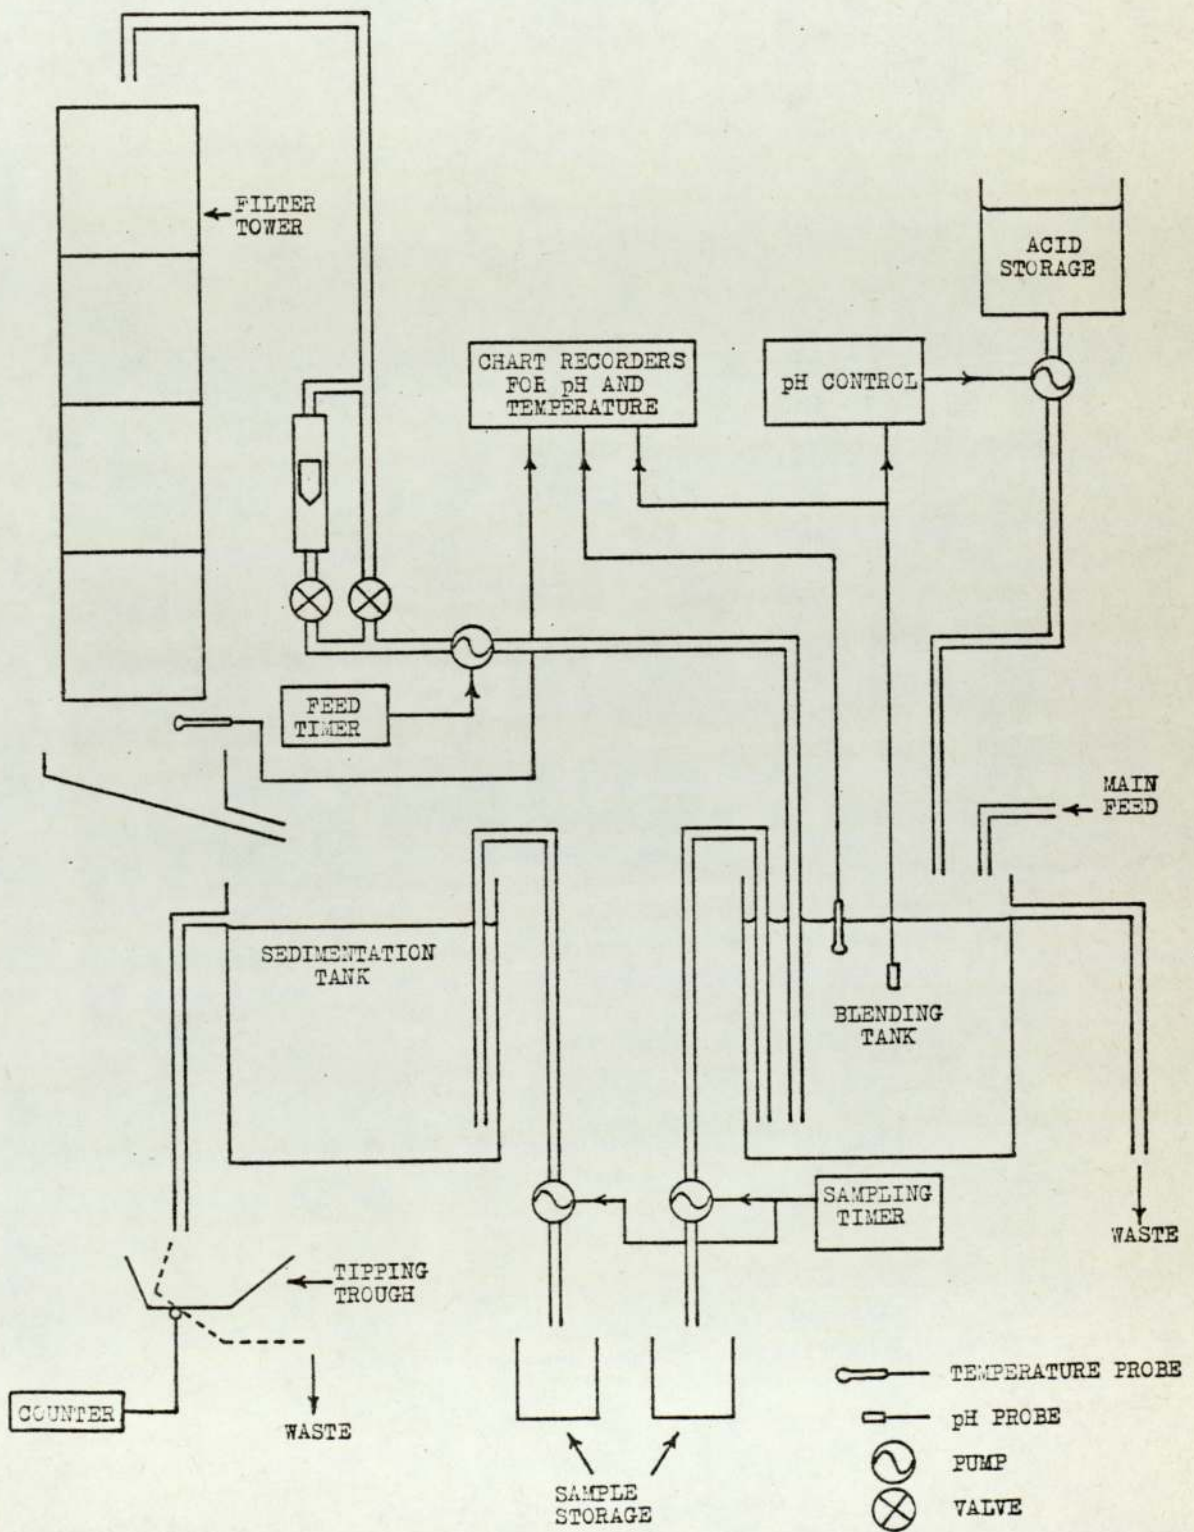 FILTER
TOWER
ACID
STORAGE
CHART RECORDERS
FOR pH AND
TEMPERATURE
pH CONTROL
FEED
TIMER
MAIN
FEED
SEDIMENTATION
TANK
BLENDING
TANK
SAMPLING
TIMER
WASTE
TIPPING
TROUGH
COUNTER
WASTE
SAMPLE
STORAGE
TEMPERATURE PROBE
pH PROBE
PUMP
VALVE